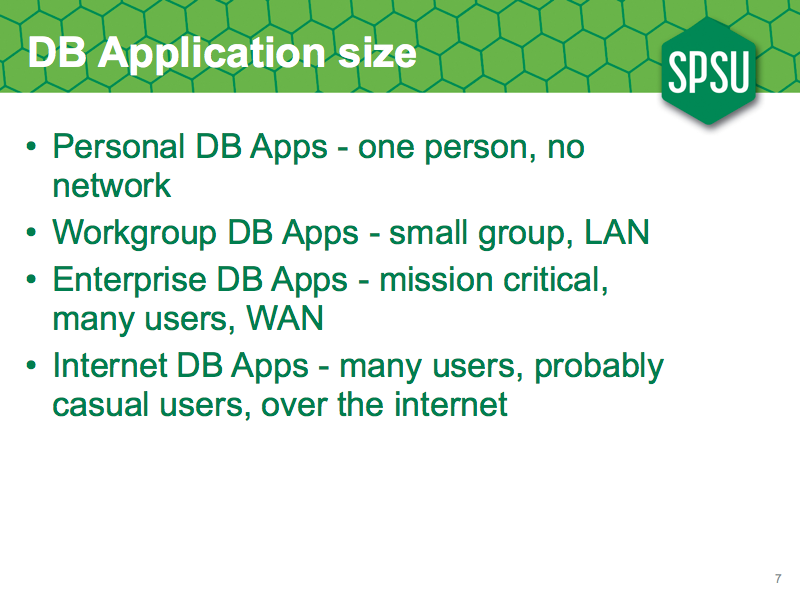 DB Application size
SPSU
• Personal DB Apps - one person, no
network
• Workgroup DB Apps - small group, LAN
• Enterprise DB Apps - mission critical,
many users, WAN
• Internet DB Apps - many users, probably
casual users, over the internet
7